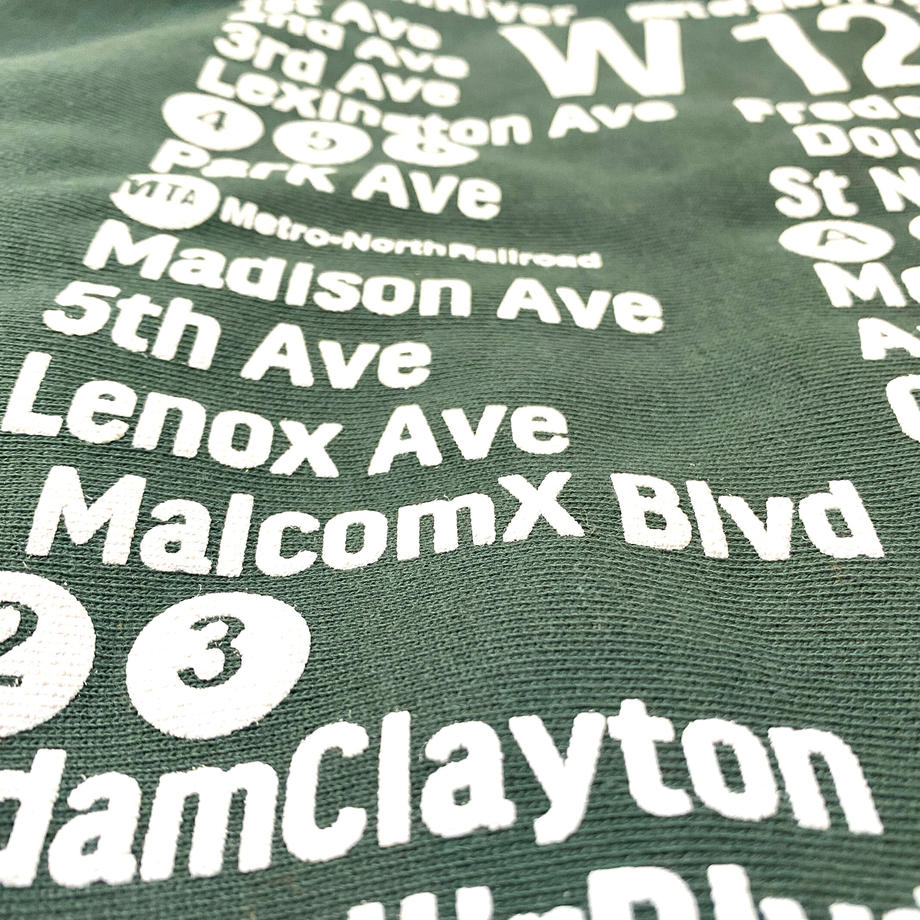 River
1st Ave
2nd Ave
3rd Ave
Lexington Ave
4 5 6
Park Ave
MTA Metro-North Railroad
Madison Ave
5th Ave
Lenox Ave
MalcomX Blvd
2 3
damClayton
W 12
Frede
Dou
St N
A